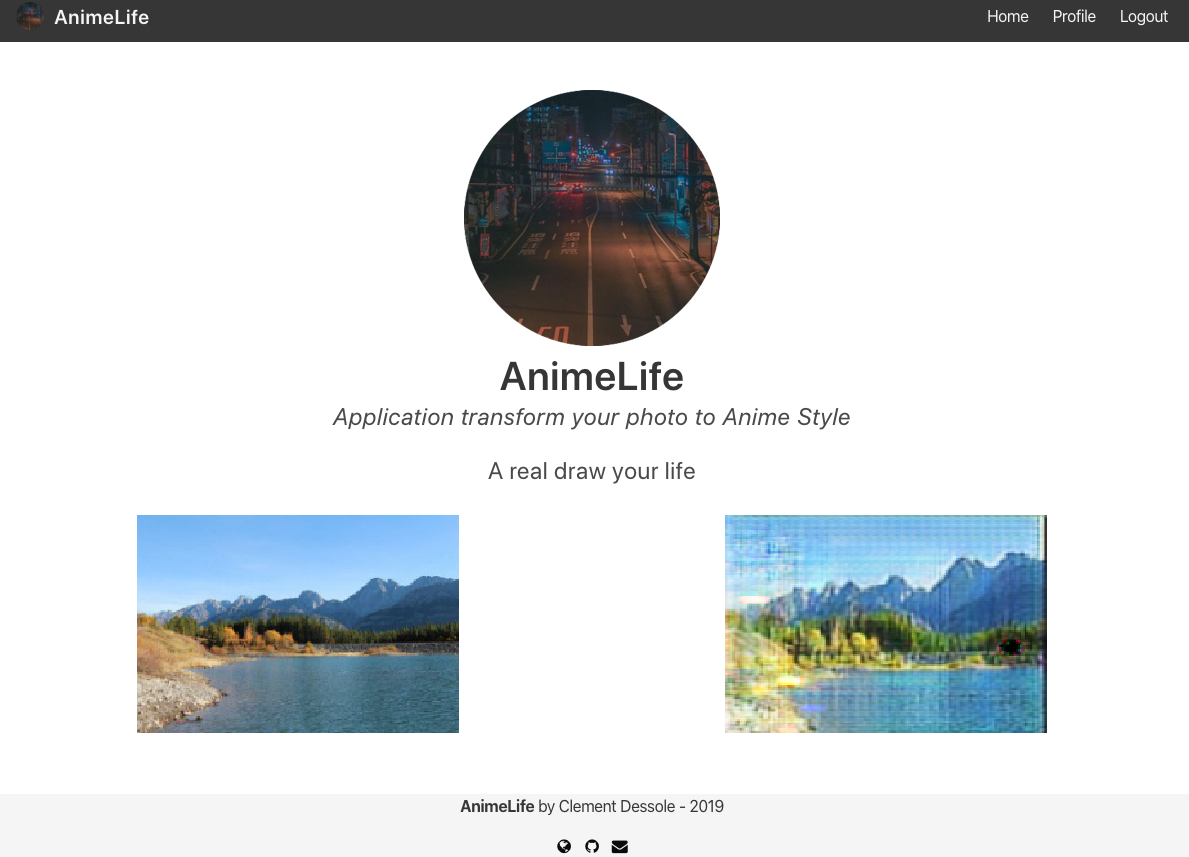 AnimeLife
Home Profile Logout
AnimeLife
Application transform your photo to Anime Style
A real draw your life
AnimeLife by Clement Dessole - 2019